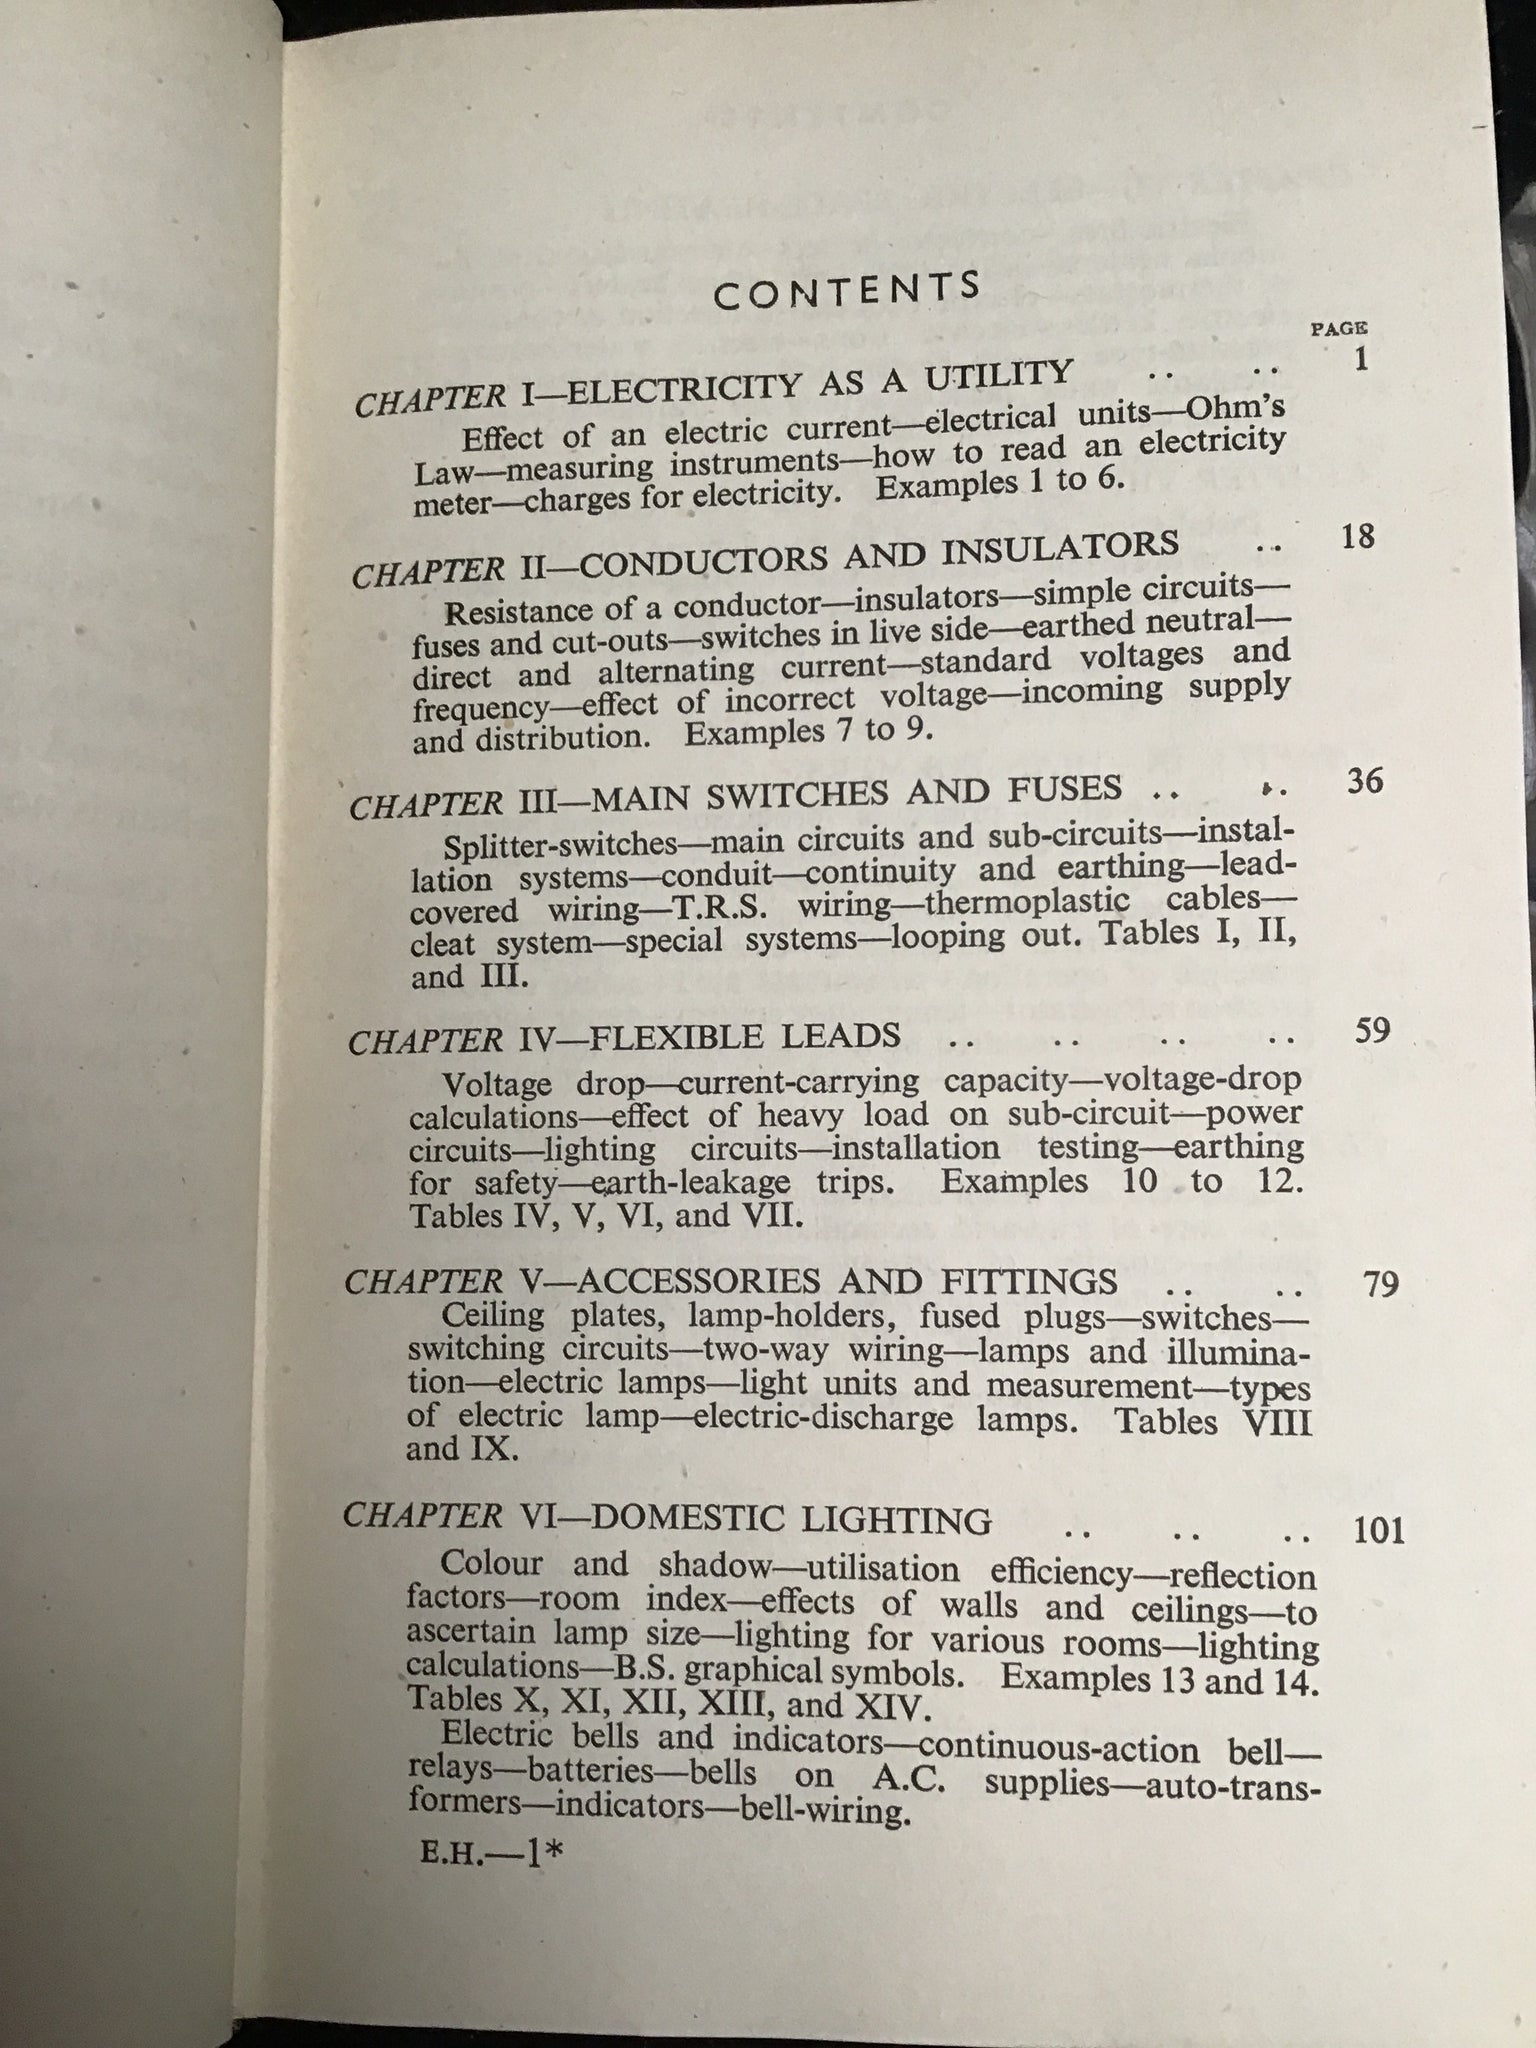 CONTENTS
PAGE
CHAPTER I—ELECTRICITY AS A UTILITY .. .. 1
Effect of an electric current—electrical units—Ohm's
Law—measuring instruments—how to read an electricity
meter—charges for electricity. Examples 1 to 6.
CHAPTER II—CONDUCTORS AND INSULATORS .. 18
Resistance of a conductor—insulators—simple circuits—
fuses and cut-outs—switches in live side—earthed neutral—
direct and alternating current—standard voltages and
frequency—effect of incorrect voltage—incoming supply
and distribution. Examples 7 to 9.
CHAPTER III—MAIN SWITCHES AND FUSES .. .. 36
Splitter-switches—main circuits and sub-circuits—instal-
lation systems—conduit—continuity and earthing—lead-
covered wiring—T.R.S. wiring—thermoplastic cables—
cleat system—special systems—looping out. Tables I, II,
and III.
CHAPTER IV—FLEXIBLE LEADS .. .. .. .. 59
Voltage drop—current-carrying capacity—voltage-drop
calculations—effect of heavy load on sub-circuit—power
circuits—lighting circuits—installation testing—earthing
for safety—earth-leakage trips. Examples 10 to 12.
Tables IV, V, VI, and VII.
CHAPTER V—ACCESSORIES AND FITTINGS .. .. 79
Ceiling plates, lamp-holders, fused plugs—switches—
switching circuits—two-way wiring—lamps and illumina-
tion—electric lamps—light units and measurement—types
of electric lamp—electric-discharge lamps. Tables VIII
and IX.
CHAPTER VI—DOMESTIC LIGHTING .. .. .. 101
Colour and shadow—utilisation efficiency—reflection
factors—room index—effects of walls and ceilings—to
ascertain lamp size—lighting for various rooms—lighting
calculations—B.S. graphical symbols. Examples 13 and 14.
Tables X, XI, XII, XIII, and XIV.
Electric bells and indicators—continuous-action bell—
relays—batteries—bells on A.C. supplies—auto-trans-
formers—indicators—bell-wiring.
E.H.—1*